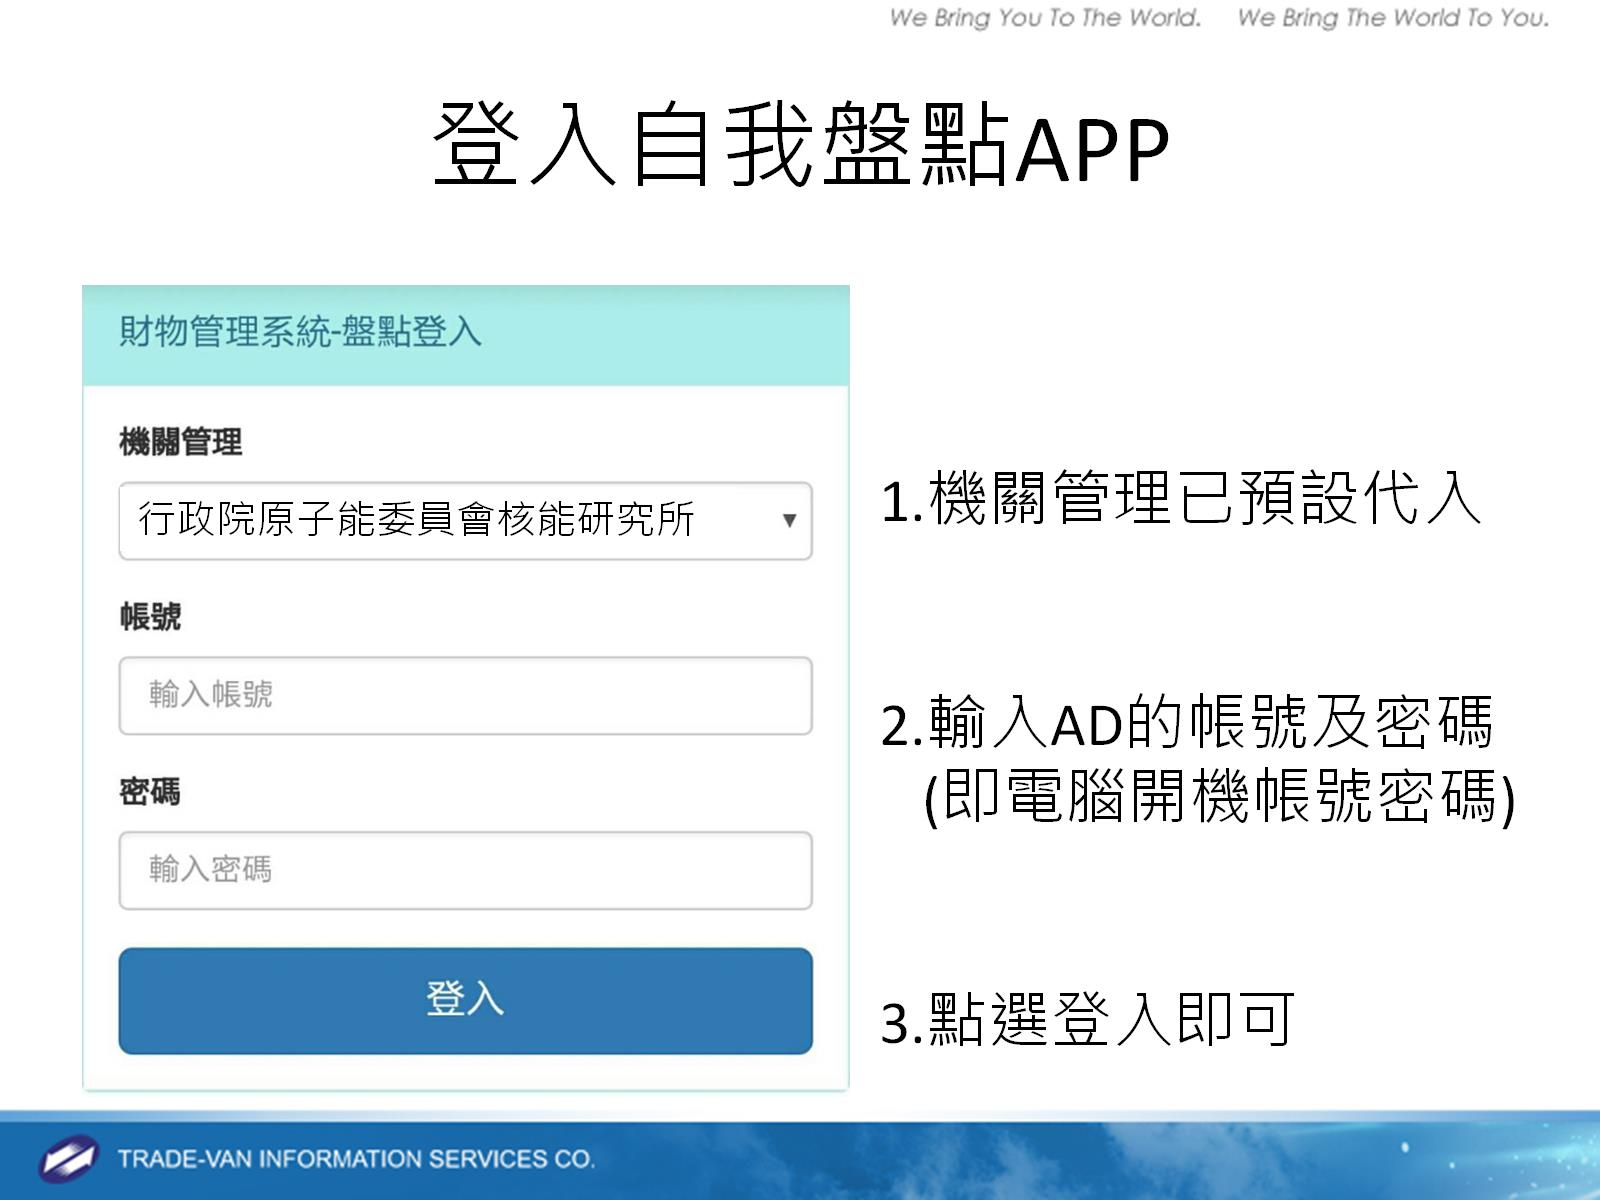 We Bring You To The World. We Bring The World To You.
登入自我盤點APP
財物管理系統-盤點登入
機關管理
行政院原子能委員會核能研究所
帳號
輸入帳號
密碼
輸入密碼
登入
1.機關管理已預設代入
2.輸入AD的帳號及密碼
(即電腦開機帳號密碼)
3.點選登入即可
TRADE-VAN INFORMATION SERVICES CO.